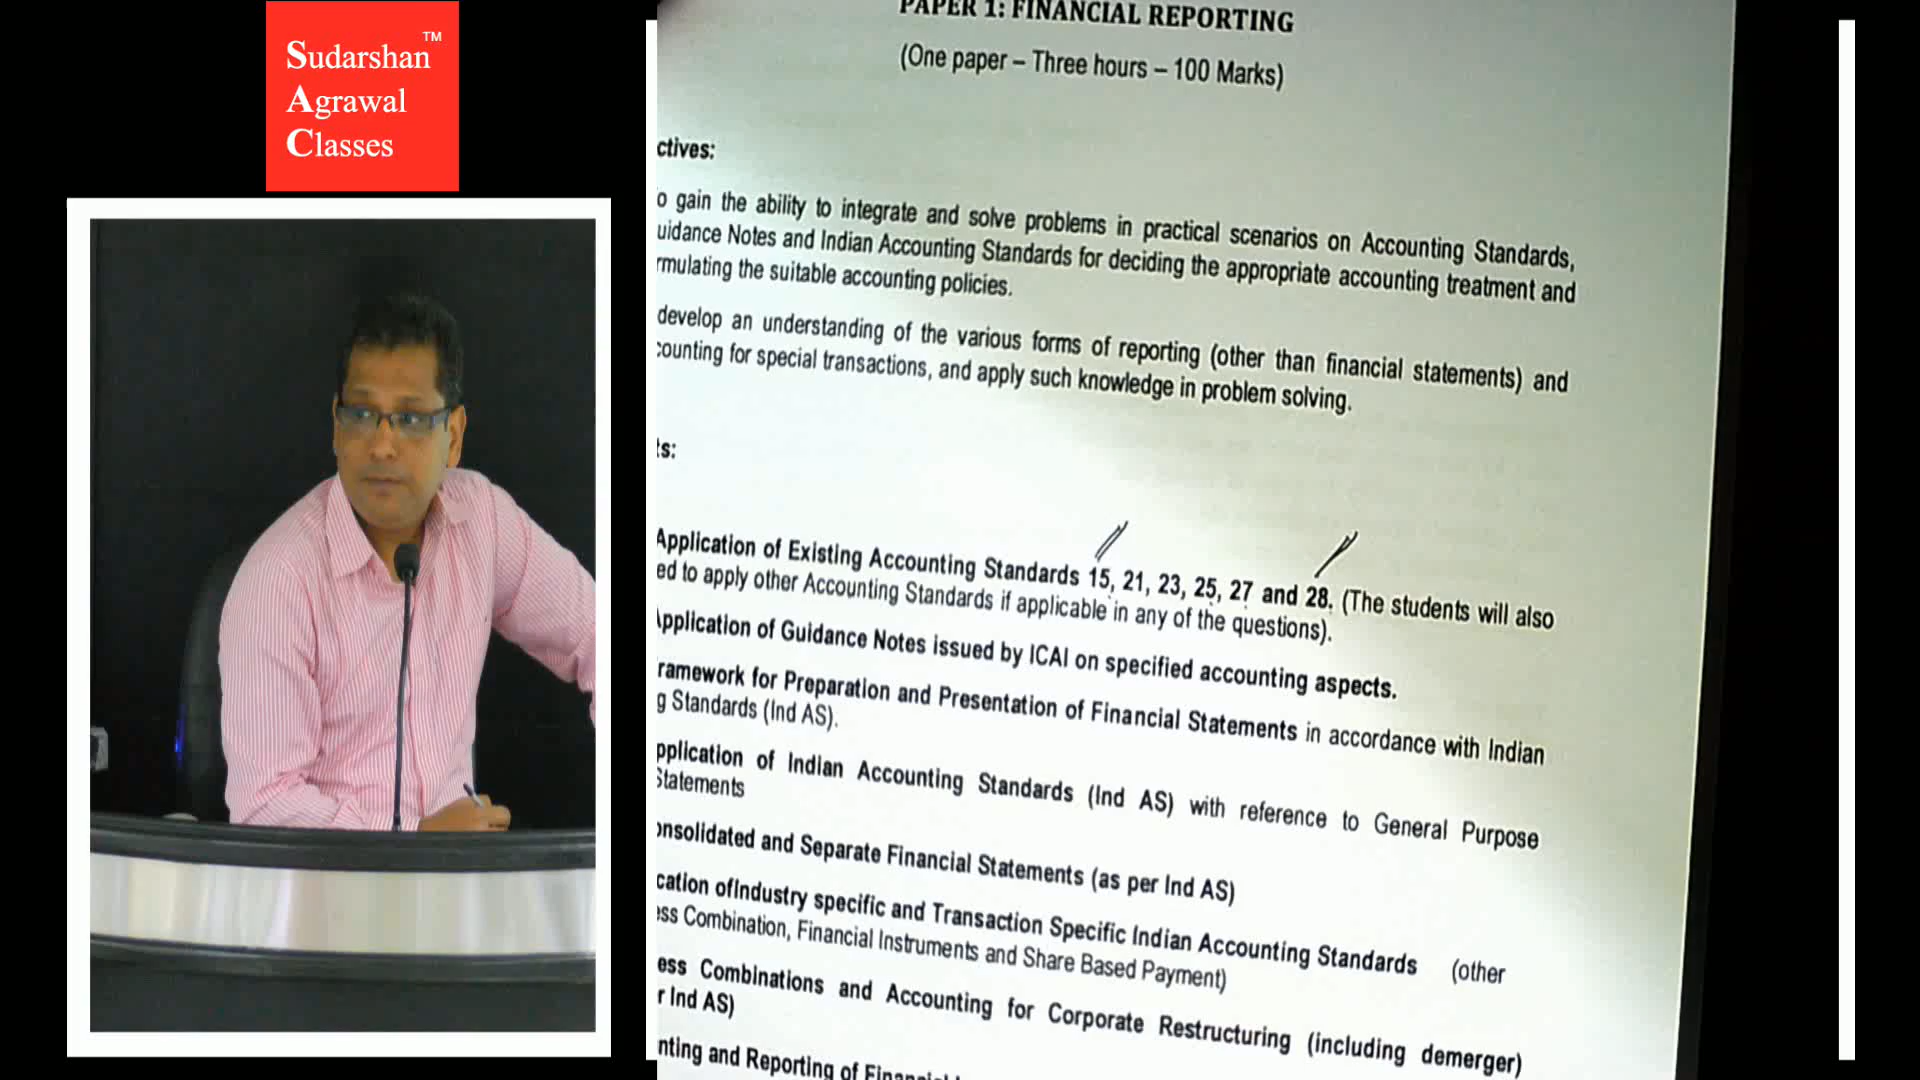 Sudarshan™
Agrawal
Classes
PAPER 1: FINANCIAL REPORTING
(One paper – Three hours – 100 Marks)
ctives:
o gain the ability to integrate and solve problems in practical scenarios on Accounting Standards,
uidance Notes and Indian Accounting Standards for deciding the appropriate accounting treatment and
rmulating the suitable accounting policies.
develop an understanding of the various forms of reporting (other than financial statements) and
counting for special transactions, and apply such knowledge in problem solving.
ts:
Application of Existing Accounting Standards 15, 21, 23, 25, 27 and 28. (The students will also
ed to apply other Accounting Standards if applicable in any of the questions).
Application of Guidance Notes issued by ICAI on specified accounting aspects.
ramework for Preparation and Presentation of Financial Statements in accordance with Indian
g Standards (Ind AS).
pplication of Indian Accounting Standards (Ind AS) with reference to General Purpose
Statements
onsolidated and Separate Financial Statements (as per Ind AS)
cation ofIndustry specific and Transaction Specific Indian Accounting Standards (other
ess Combination, Financial Instruments and Share Based Payment)
ess Combinations and Accounting for Corporate Restructuring (including demerger)
r Ind AS)
nting and Reporting of